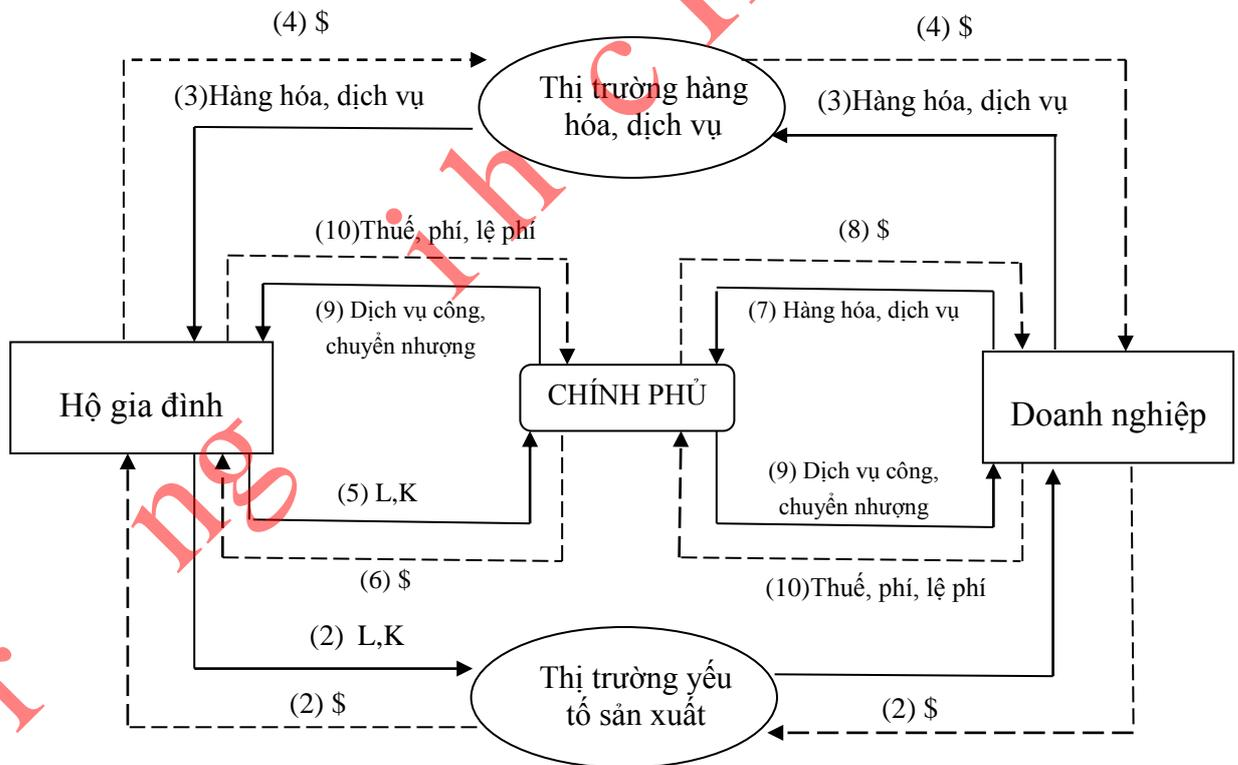 (4) $
(4) $
Thị trường hàng
hóa, dịch vụ
(3)Hàng hóa, dịch vụ
(3)Hàng hóa, dịch vụ
(10)Thuế, phí, lệ phí
(8) $
(9) Dịch vụ công,
chuyển nhượng
(7) Hàng hóa, dịch vụ
Hộ gia đình
CHÍNH PHỦ
Doanh nghiệp
(5) L,K
(9) Dịch vụ công,
chuyển nhượng
(6) $
(10)Thuế, phí, lệ phí
(2) L,K
Thị trường yếu
tố sản xuất
(2) $
(2) $